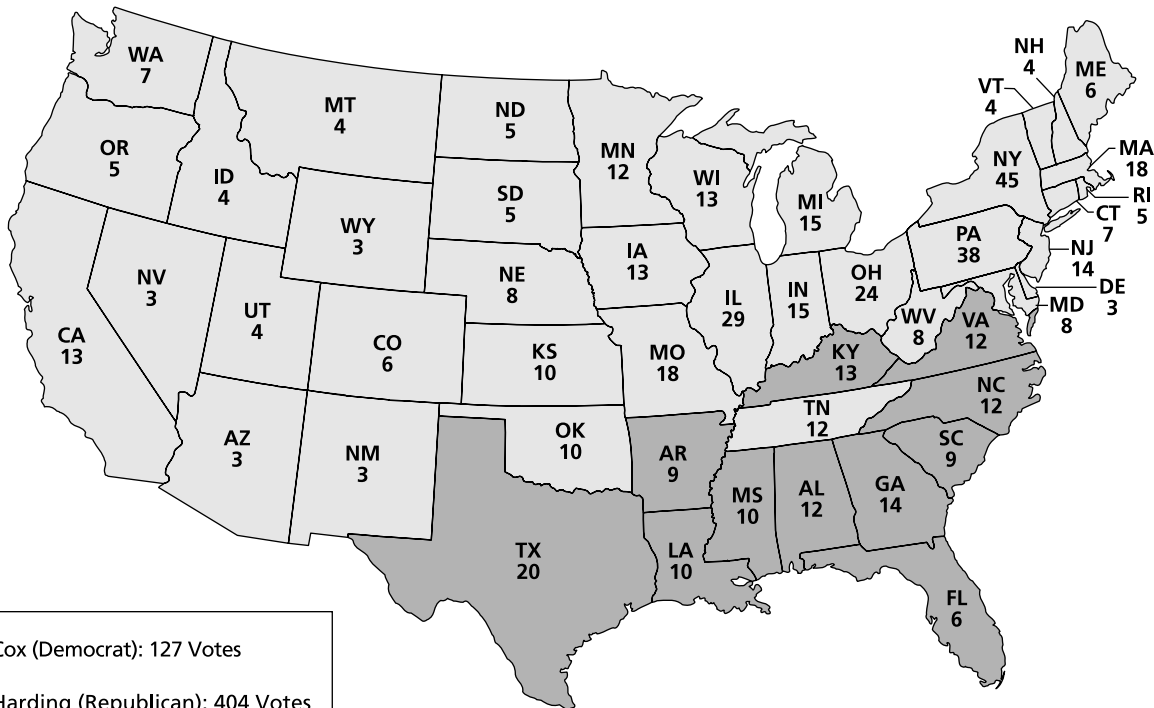 WA
7
OR
5
CA
13
NV
3
ID
4
MT
4
WY
3
UT
4
CO
6
AZ
3
NM
3
ND
5
SD
5
NE
8
KS
10
OK
10
TX
20
MN
12
IA
13
MO
18
AR
9
LA
10
WI
13
IL
29
MI
15
IN
15
OH
24
KY
13
TN
12
MS
10
AL
12
GA
14
FL
6
SC
9
NC
12
VA
12
WV
8
PA
38
NY
45
VT
4
NH
4
ME
6
MA
18
RI
5
CT
7
NJ
14
DE
3
MD
8
Cox (Democrat): 127 Votes
Harding (Republican): 404 Votes